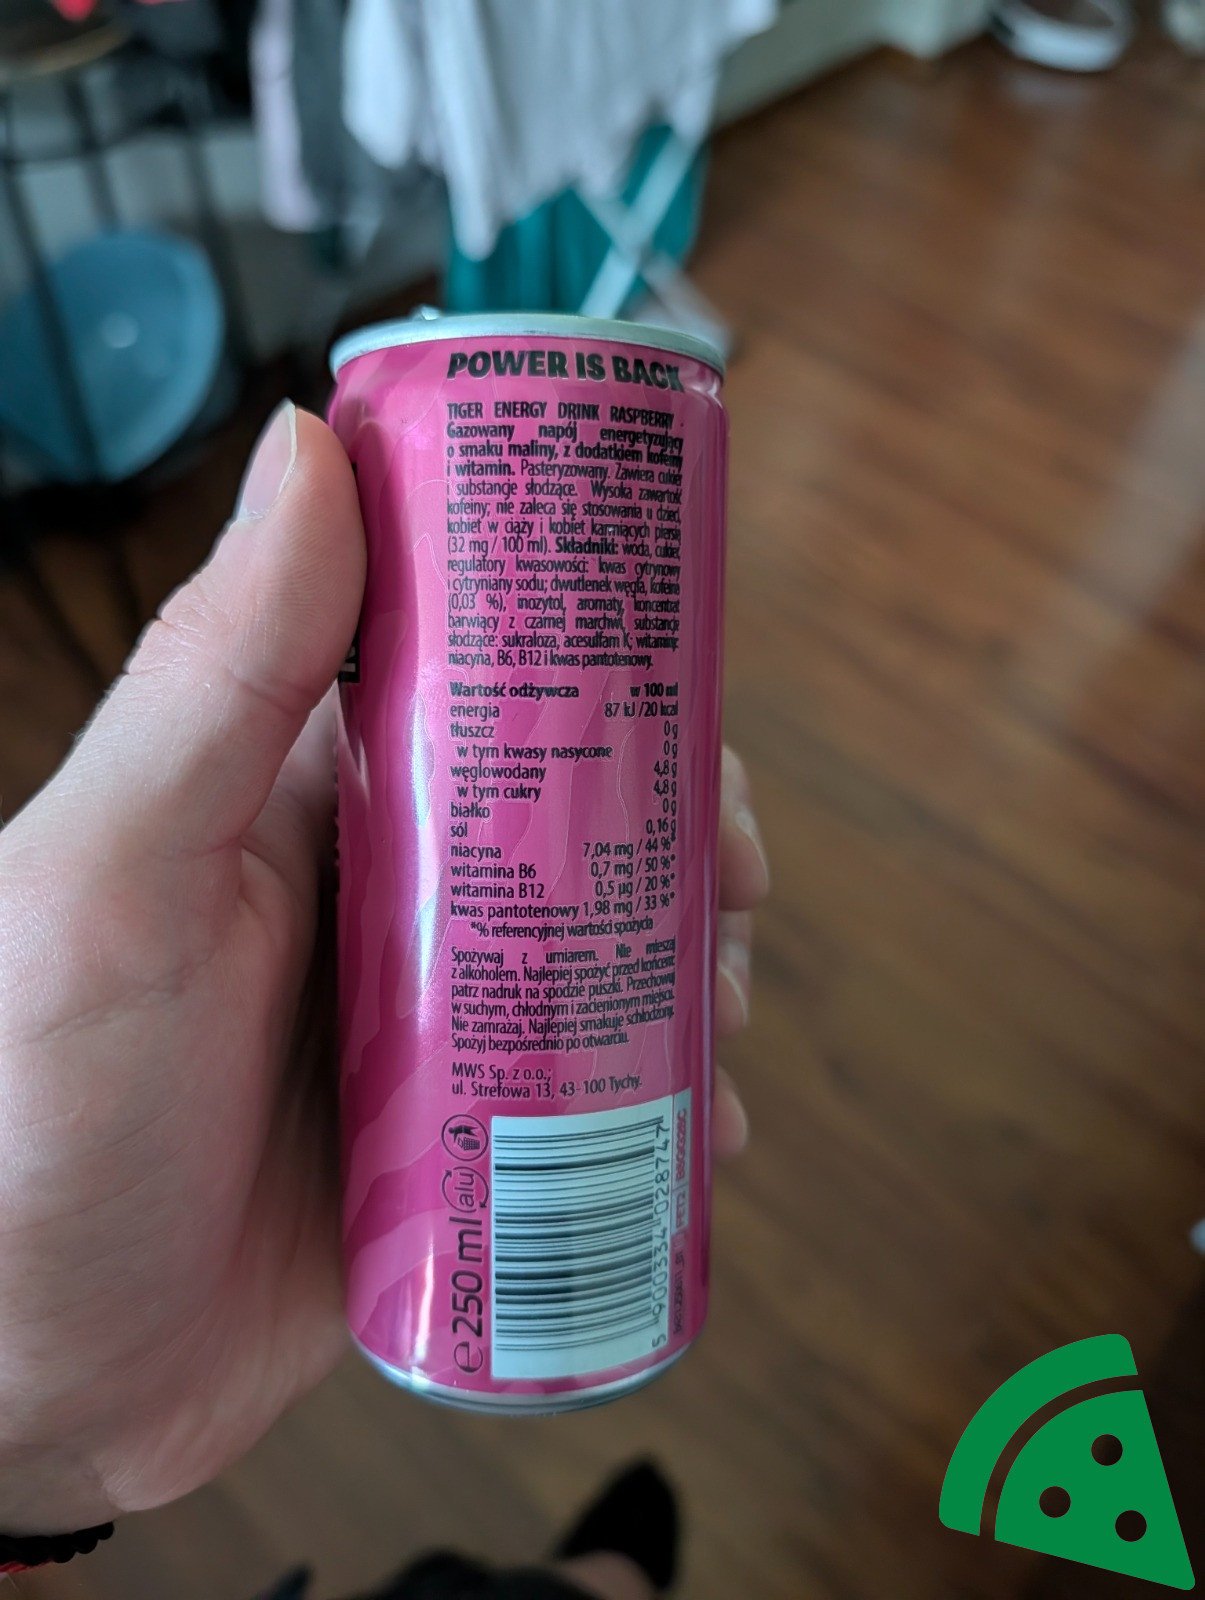 POWER IS BACK
TIGER ENERGY DRINK RASPBERRY
Gazowany napój energetyzujący
o smaku maliny, z dodatkiem kofeiny
i witamin. Pasteryzowany. Zawiera cukier
i substancje słodzące. Wysoka zawartość
kofeiny; nie zaleca się stosowania u dzieci,
kobiet w ciąży i kobiet karmiących piersią
(32 mg / 100 ml). Składniki: woda, cukier,
regulatory kwasowości: kwas cytrynowy
i cytryniany sodu; dwutlenek węgla, kofeina
(0,03 %), inozytol, aromaty, koncentrat
barwiący z czarnej marchwi, substancje
słodzące: sukraloza, acesulfam K; witaminy:
niacyna, B6, B12 i kwas pantotenowy.
Wartość odżywcza w 100 ml
energia 87 kJ /20 kcal
tłuszcz 0 g
w tym kwasy nasycone 0 g
węglowodany 4,8 g
w tym cukry 4,8 g
białko 0 g
sól 0,16 g
niacyna 7,04 mg / 44 %*
witamina B6 0,7 mg / 50 %*
witamina B12 0,5 µg / 20 %*
kwas pantotenowy 1,98 mg / 33 %*
*% referencyjnej wartości spożycia
Spożywaj z umiarem. Nie mieszaj
z alkoholem. Najlepiej spożyć przed końcem:
patrz nadruk na spodzie puszki. Przechowuj
w suchym, chłodnym i zacienionym miejscu.
Nie zamrażaj. Najlepiej smakuje schłodzony.
Spożyj bezpośrednio po otwarciu.
MWS Sp. z o.o.;
ul. Strefowa 13, 43-100 Tychy.
e 250 ml alu
5 900334 028747